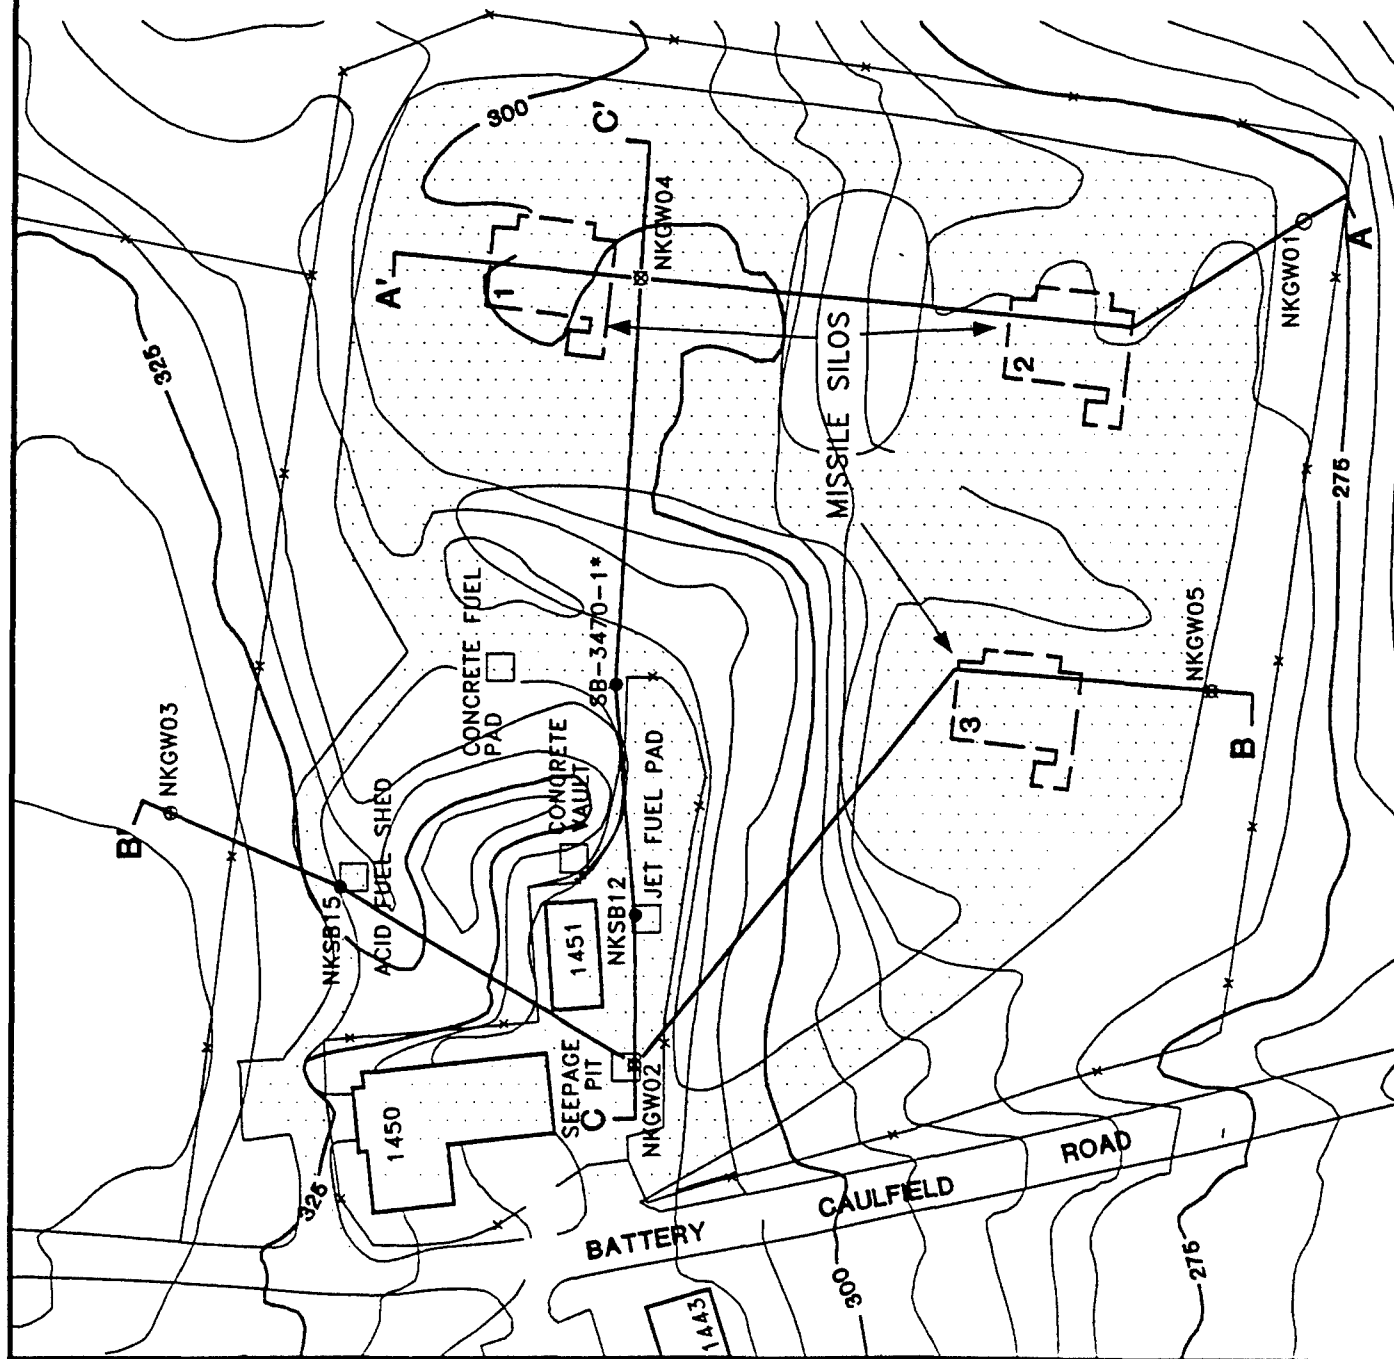 300
C'
NKGW04
A'
1
325
MISSILE SILOS
2
NKGW01
A
275
CONCRETE FUEL
PAD
SB-3470-1*
NKGW03
B'
CONCRETE
VAULT
JET FUEL PAD
NKGW05
3
B
ACID FUEL SHED
NKSB15
1451
NKSB12
SEEPAGE
PIT
C
NKGW02
1450
325
BATTERY
CAULFIELD
ROAD
300
275
1443